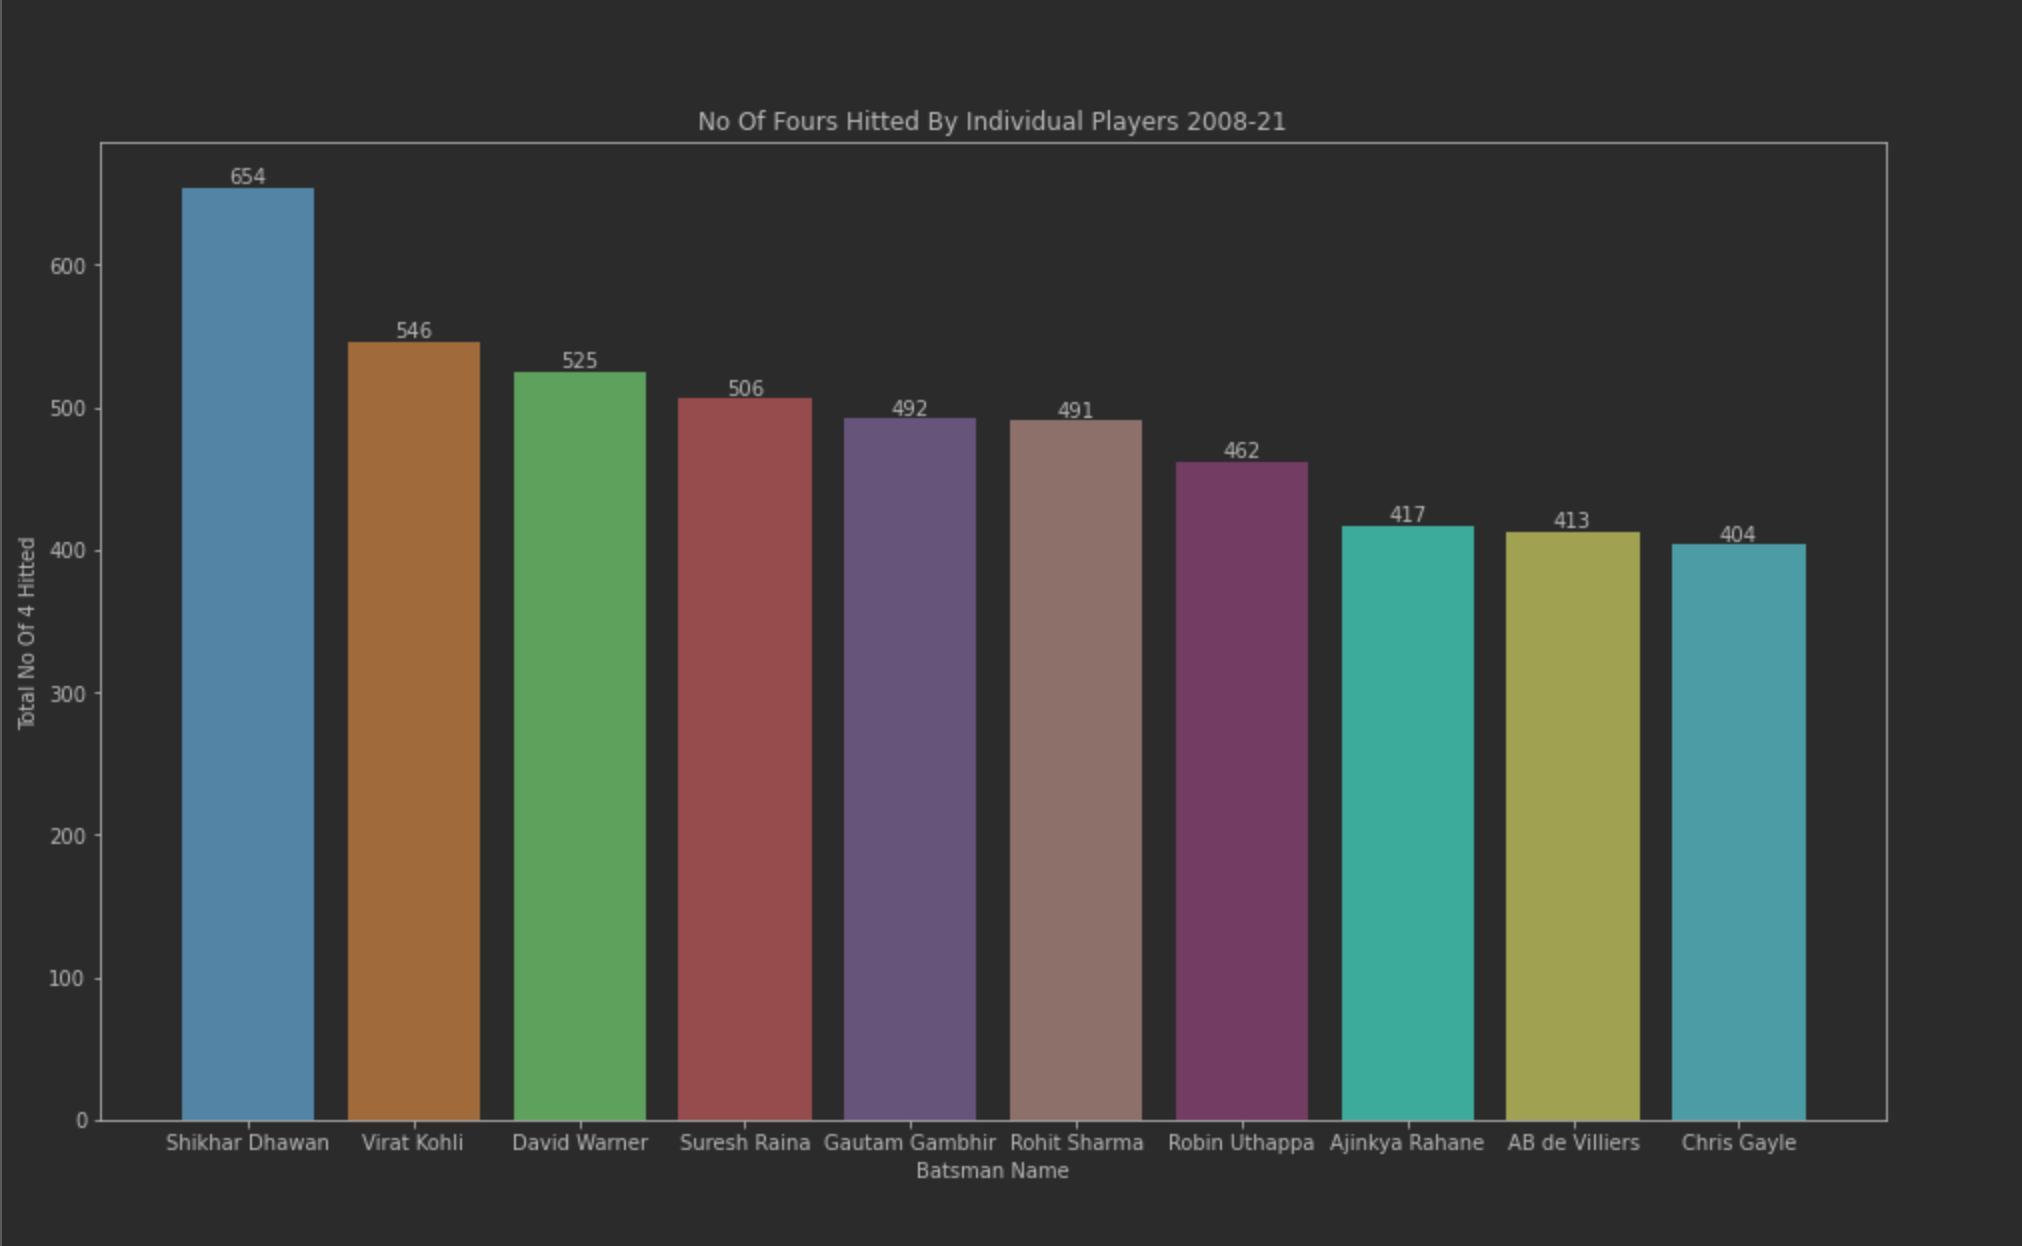 No Of Fours Hitted By Individual Players 2008-21
Total No Of 4 Hitted
600
500
400
300
200
100
0
654
546
525
506
492
491
462
417
413
404
Shikhar Dhawan
Virat Kohli
David Warner
Suresh Raina
Gautam Gambhir
Rohit Sharma
Robin Uthappa
Ajinkya Rahane
AB de Villiers
Chris Gayle
Batsman Name